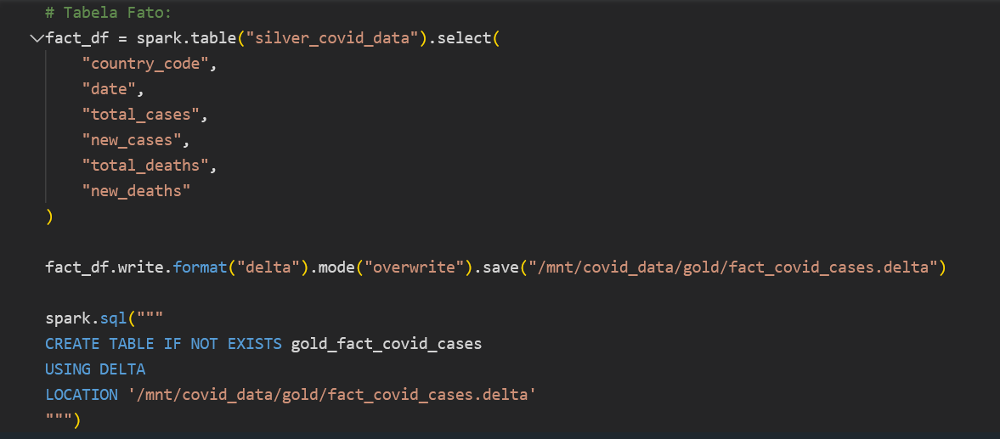 # Tabela Fato:
fact_df = spark.table("silver_covid_data").select(
    "country_code",
    "date",
    "total_cases",
    "new_cases",
    "total_deaths",
    "new_deaths"
)
fact_df.write.format("delta").mode("overwrite").save("/mnt/covid_data/gold/fact_covid_cases.delta")
spark.sql("""
CREATE TABLE IF NOT EXISTS gold_fact_covid_cases
USING DELTA
LOCATION '/mnt/covid_data/gold/fact_covid_cases.delta'
""")